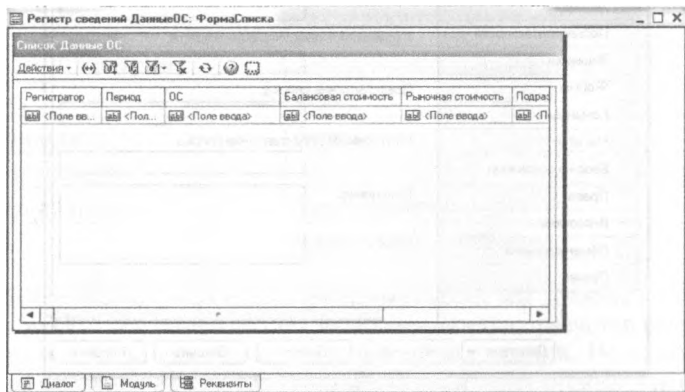 Регистр сведений ДанныеОС: ФормаСписка
Список Данные ОС
Действия
Регистратор Период ОС Балансовая стоимость Рыночная стоимость Подраз
<Поле вв... <Пол... <Поле ввода> <Поле ввода> <Поле ввода> <П
Диалог Модуль Реквизиты